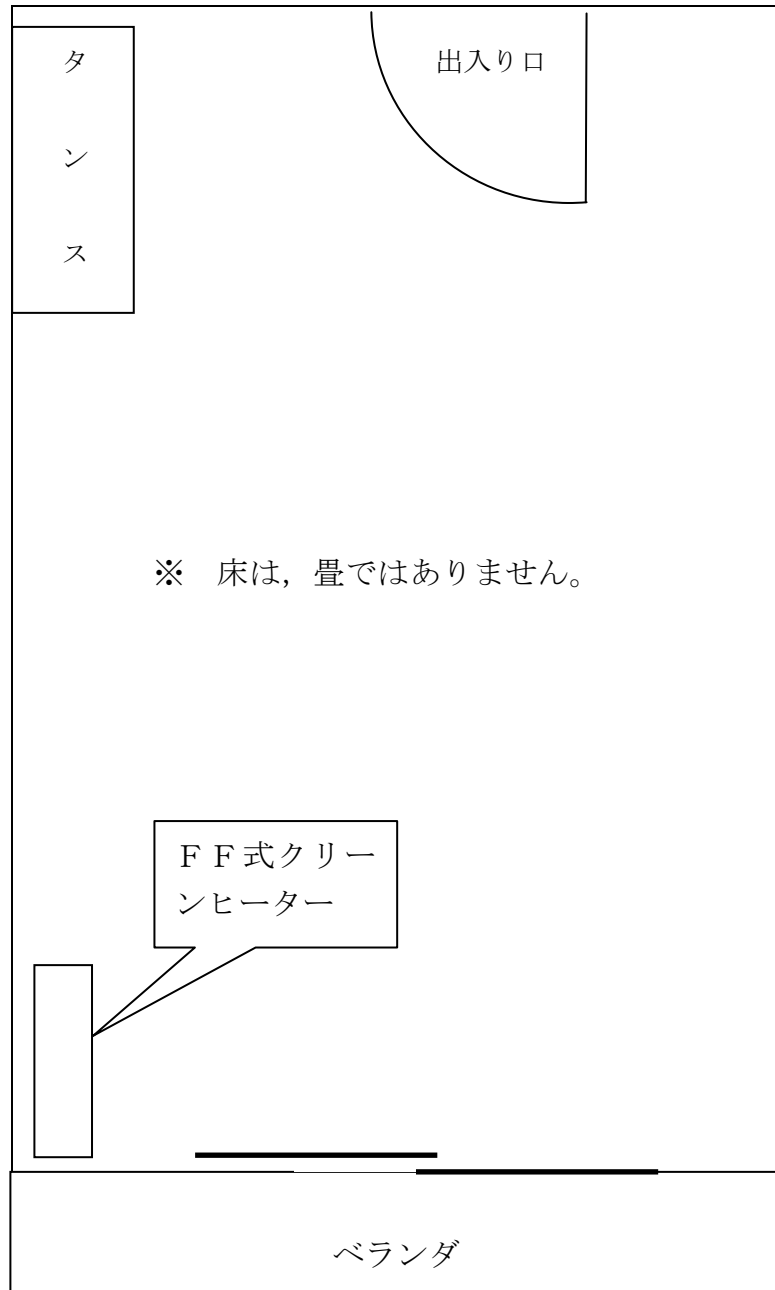 タンス
出入り口
※　床は，畳ではありません。
ＦＦ式クリー
ンヒーター
ベランダ